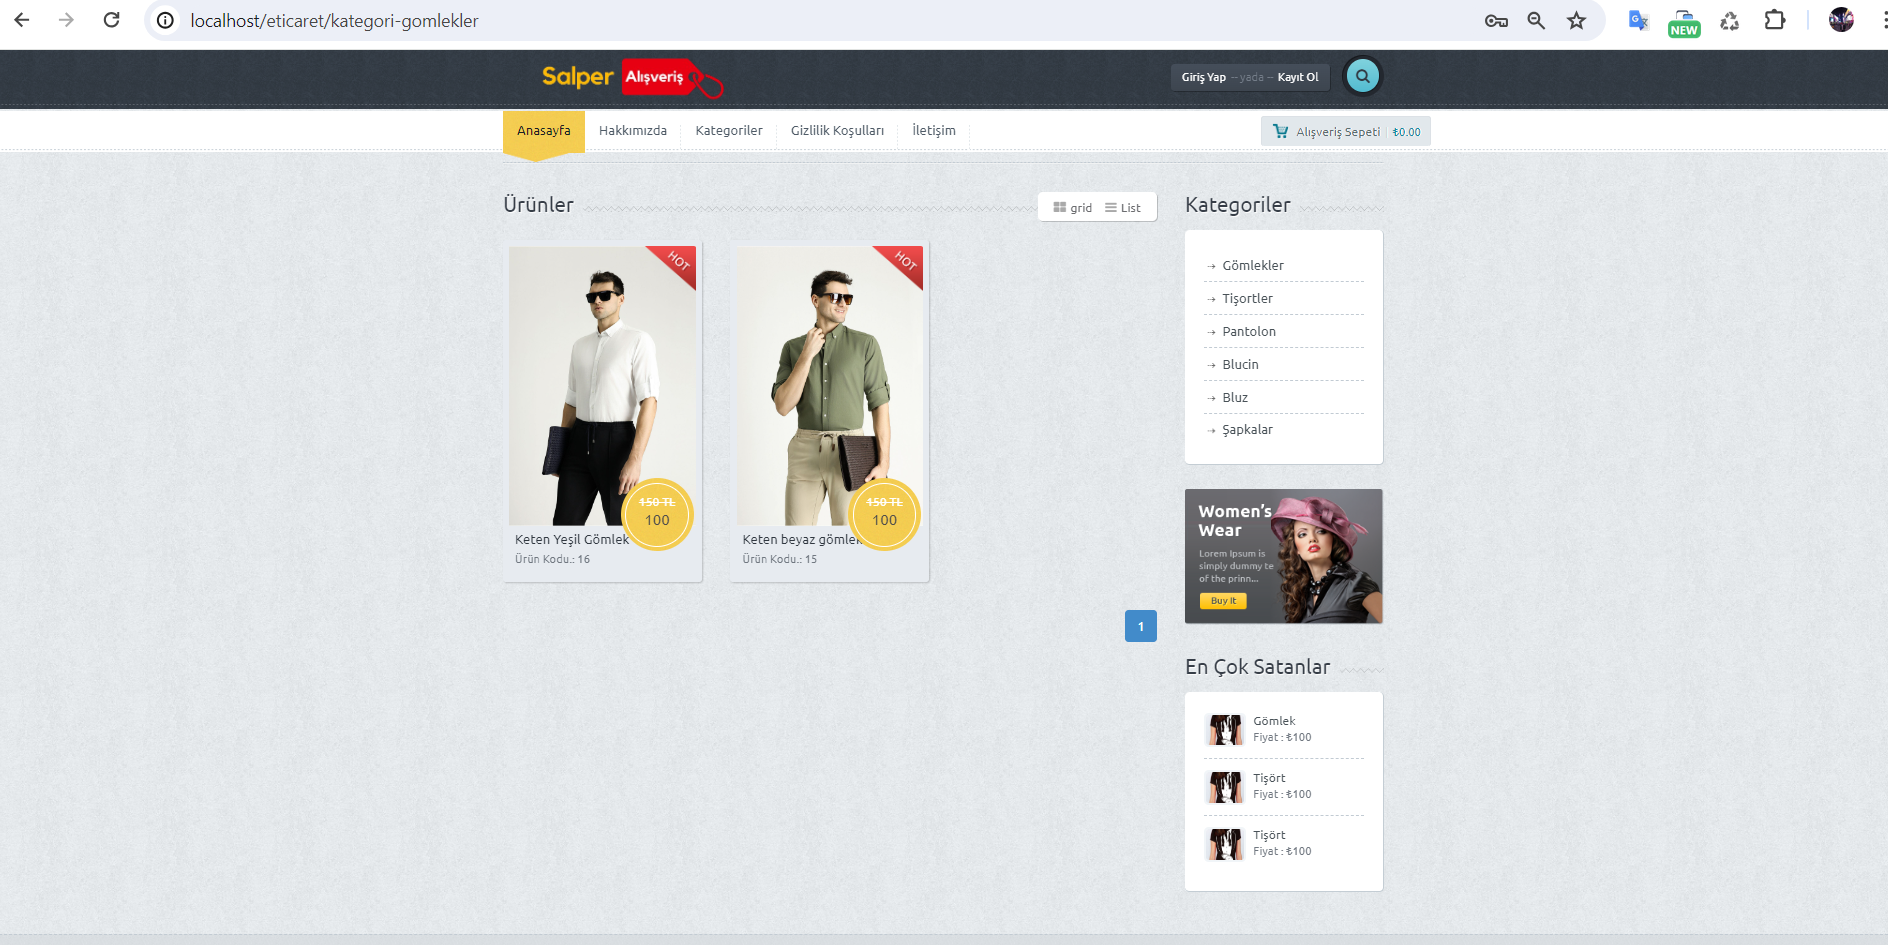 localhost/eticaret/kategori-gomlekler
NEW
Salper Alışveriş
Giriş Yap -- yada -- Kayıt Ol
Anasayfa
Hakkımızda
Kategoriler
Gizlilik Koşulları
İletişim
Alışveriş Sepeti
₺0.00
Ürünler
grid
List
HOT
150 TL
100
Keten Yeşil Gömlek
Ürün Kodu.: 16
HOT
150 TL
100
Keten beyaz gömlek
Ürün Kodu.: 15
1
Kategoriler
Gömlekler
Tişortler
Pantolon
Blucin
Bluz
Şapkalar
Women's
Wear
Lorem Ipsum is
simply dummy te
of the prinn...
Buy It
En Çok Satanlar
Gömlek
Fiyat : ₺100
Tişört
Fiyat : ₺100
Tişört
Fiyat : ₺100